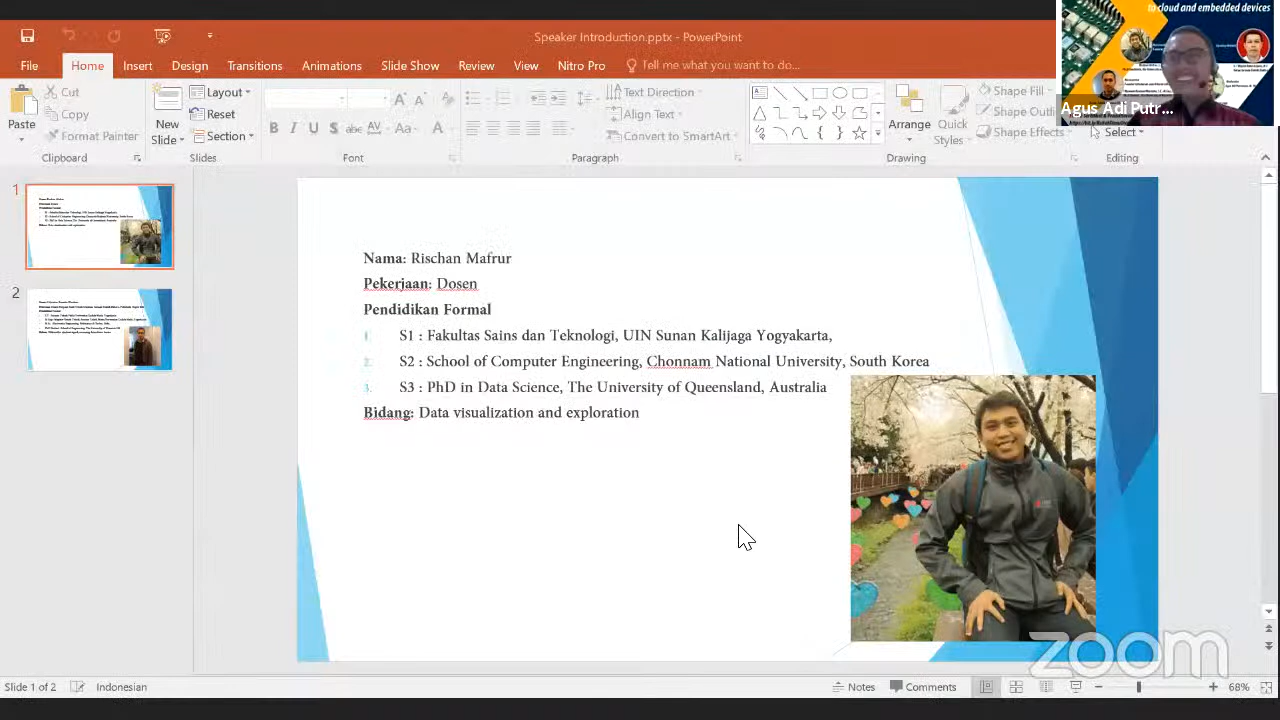 to cloud and embedded devices
Speaker Introduction.pptx - PowerPoint
File Home Insert Design Transitions Animations Slide Show Review View Nitro Pro Tell me what you want to do...
Agus Adi Putr...
Paste
Cut
Copy
Format Painter
Clipboard
New
Slide
Layout
Reset
Section
Slides
Font
Text Direction
Align Text
Convert to SmartArt
Paragraph
Arrange
Quick
Styles
Shape Fill
Shape Outli
Shape Effects
Drawing
Select
Editing
1
2
Nama: Rischan Mafrur
Pekerjaan: Dosen
Pendidikan Formal
1. S1 : Fakultas Sains dan Teknologi, UIN Sunan Kalijaga Yogyakarta,
2. S2 : School of Computer Engineering, Chonnam National University, South Korea
3. S3 : PhD in Data Science, The University of Queensland, Australia
Bidang: Data visualization and exploration
zoom
Slide 1 of 2 Indonesian Notes Comments 68%